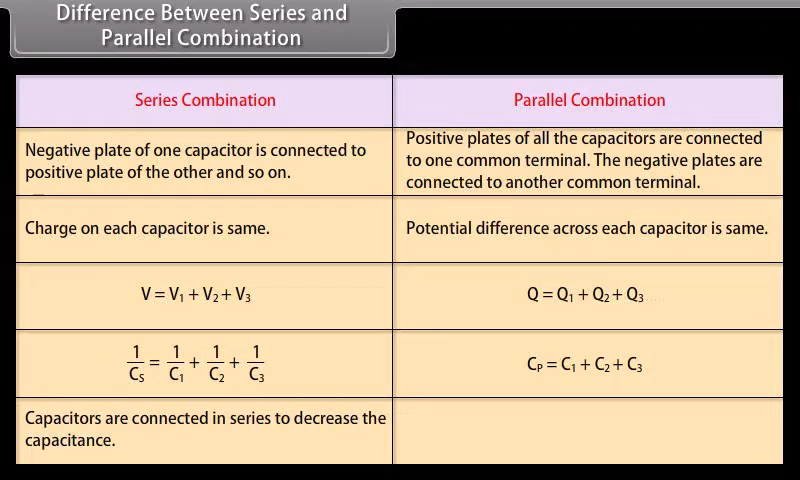 Difference Between Series and
Parallel Combination
Series Combination
Parallel Combination
Negative plate of one capacitor is connected to
positive plate of the other and so on.
Positive plates of all the capacitors are connected
to one common terminal. The negative plates are
connected to another common terminal.
Charge on each capacitor is same.
Potential difference across each capacitor is same.
V = V₁ + V₂ + V₃
Q = Q₁ + Q₂ + Q₃
1/Cₛ = 1/C₁ + 1/C₂ + 1/C₃
Cₚ = C₁ + C₂ + C₃
Capacitors are connected in series to decrease the
capacitance.